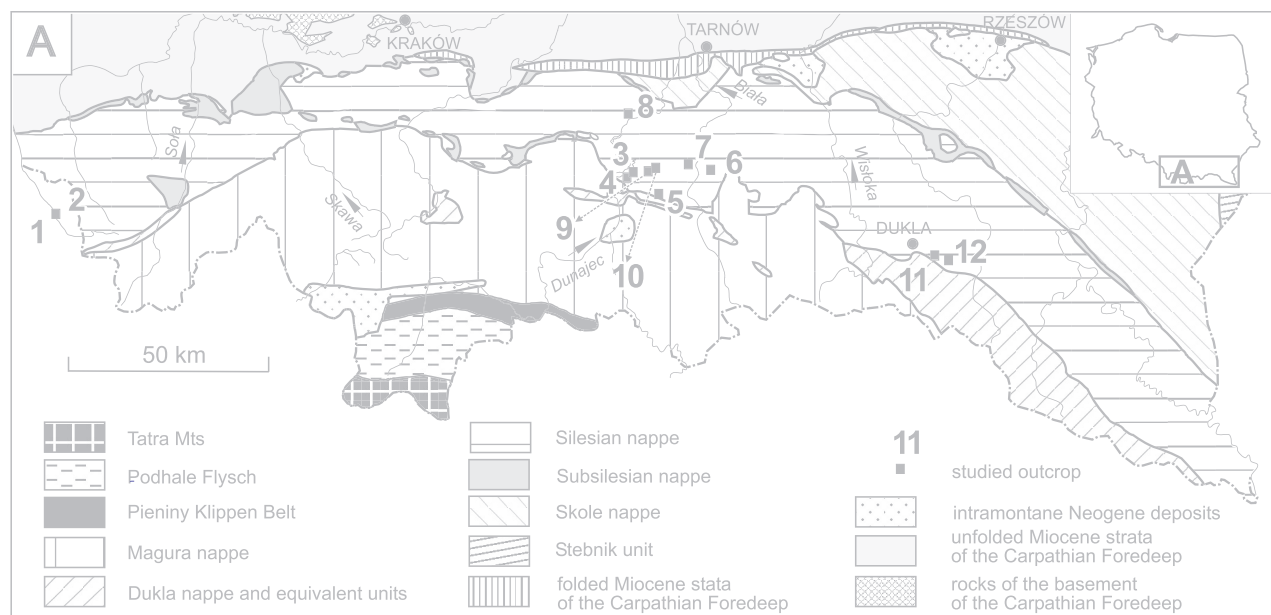 A
KRAKÓW
TARNÓW
RZESZÓW
Soła
Skawa
Biała
Wisłoka
Dunajec
DUKLA
A
1
2
3
4
5
6
7
8
9
10
11
12
50 km
Tatra Mts
Podhale Flysch
Pieniny Klippen Belt
Magura nappe
Dukla nappe and equivalent units
Silesian nappe
Subsilesian nappe
Skole nappe
Stebnik unit
folded Miocene stata
of the Carpathian Foredeep
11
studied outcrop
intramontane Neogene deposits
unfolded Miocene strata
of the Carpathian Foredeep
rocks of the basement
of the Carpathian Foredeep